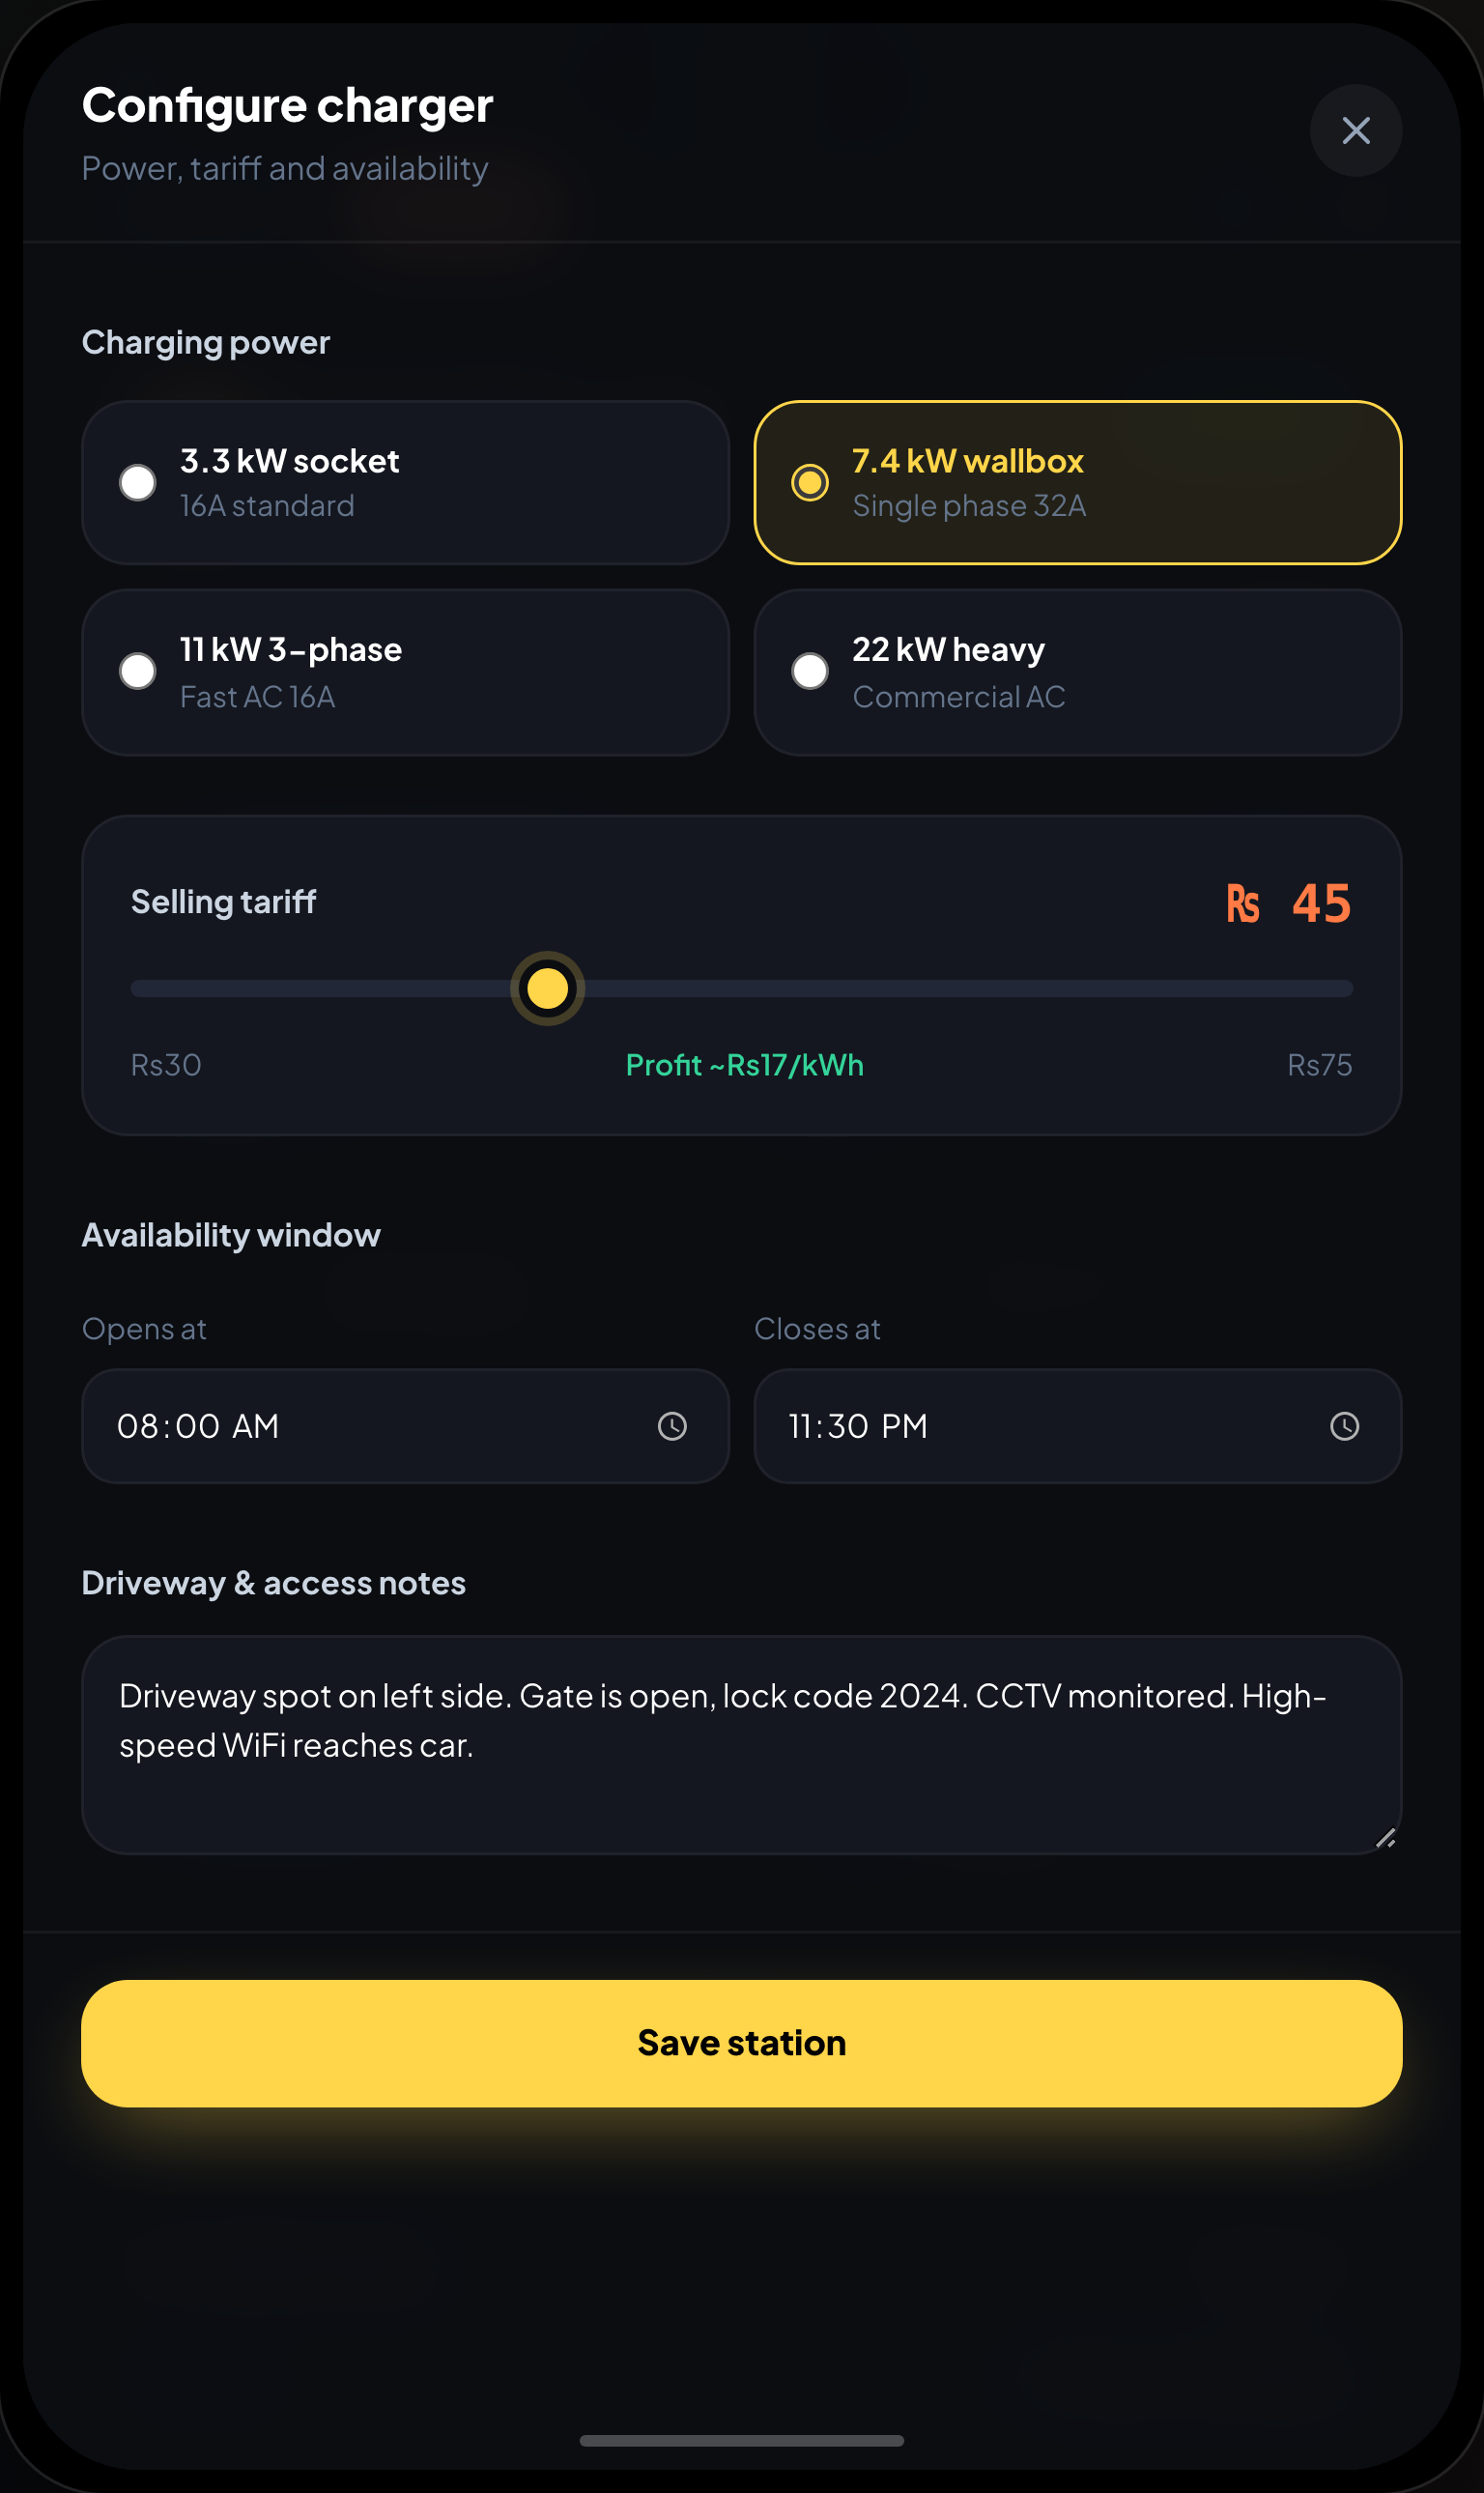 Configure charger
Power, tariff and availability
Charging power
3.3 kW socket
16A standard
7.4 kW wallbox
Single phase 32A
11 kW 3-phase
Fast AC 16A
22 kW heavy
Commercial AC
Selling tariff
₨ 45
Rs30
Profit ~Rs17/kWh
Rs75
Availability window
Opens at
Closes at
08:00 AM
11:30 PM
Driveway & access notes
Driveway spot on left side. Gate is open, lock code 2024. CCTV monitored. High-
speed WiFi reaches car.
Save station